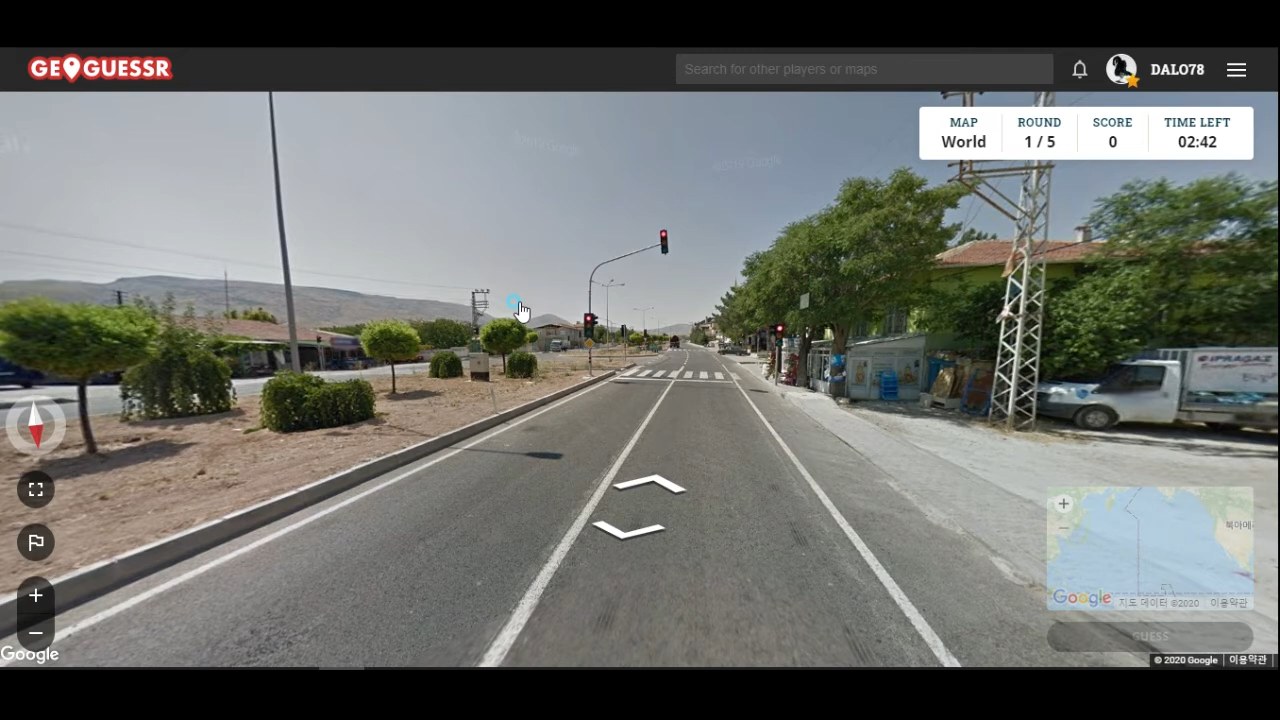 GEOGUESSR
Search for other players or maps
DALO78
MAP ROUND SCORE TIME LEFT
World 1 / 5 0 02:42
İPRAGAZ
Google
지도 데이터 ©2020 이용약관
GUESS
Google
© 2020 Google 이용약관